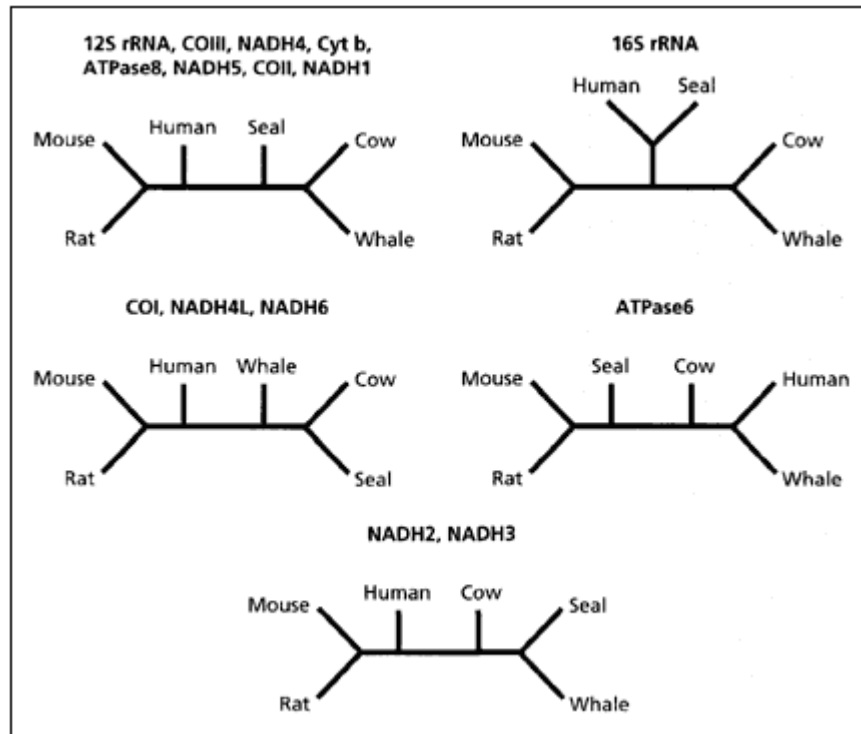 12S rRNA, COIII, NADH4, Cyt b,
ATPase8, NADH5, COII, NADH1
Mouse
Human
Seal
Cow
Rat
Whale
16S rRNA
Human
Seal
Mouse
Cow
Rat
Whale
COI, NADH4L, NADH6
Mouse
Human
Whale
Cow
Rat
Seal
ATPase6
Mouse
Seal
Cow
Human
Rat
Whale
NADH2, NADH3
Mouse
Human
Cow
Seal
Rat
Whale